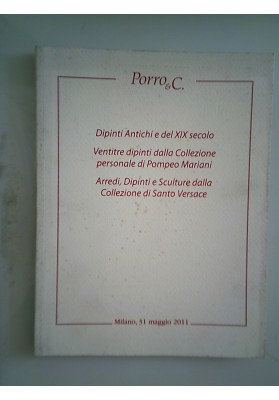 Porro & C.
Dipinti Antichi e del XIX secolo
Ventitre dipinti dalla Collezione
personale di Pompeo Mariani
Arredi, Dipinti e Sculture dalla
Collezione di Santo Versace
Milano, 31 maggio 2011